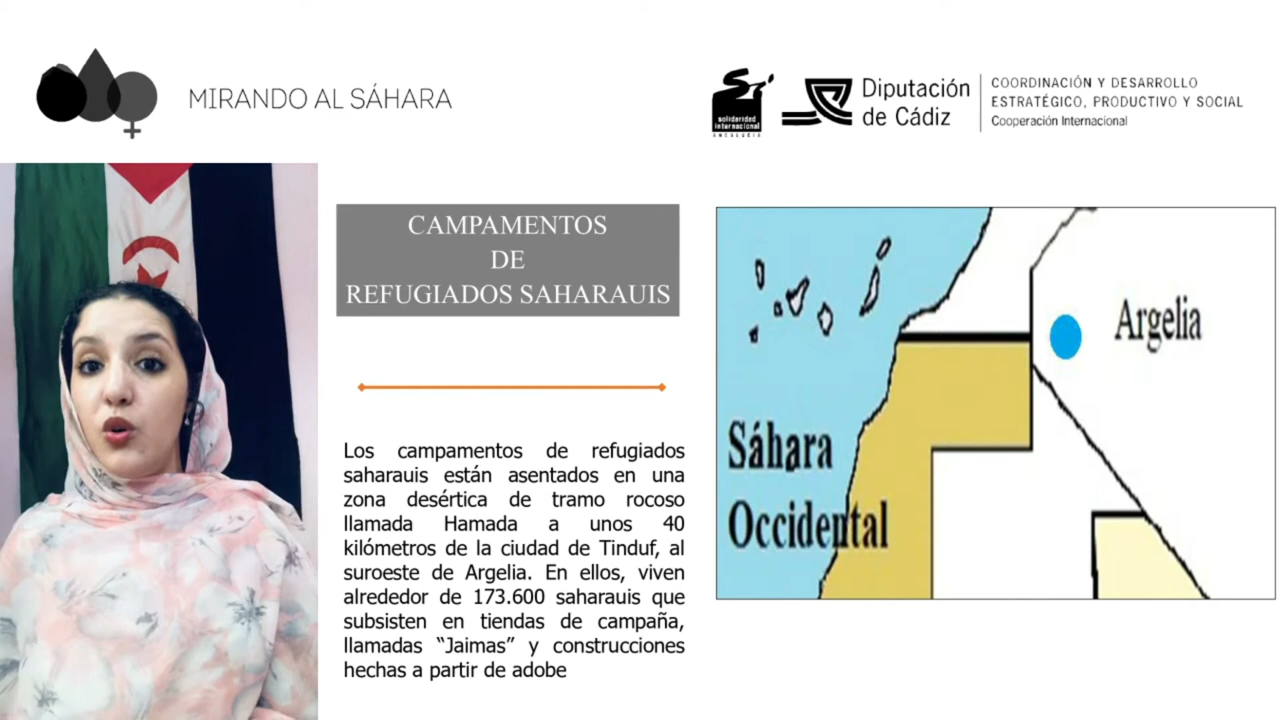 MIRANDO AL SÁHARA
solidaridad
internacional
ANDALUCIA
Diputación
de Cádiz
COORDINACIÓN Y DESARROLLO
ESTRATÉGICO, PRODUCTIVO Y SOCIAL
Cooperación Internacional
CAMPAMENTOS
DE
REFUGIADOS SAHARAUIS
Los campamentos de refugiados
saharauis están asentados en una
zona desértica de tramo rocoso
llamada Hamada a unos 40
kilómetros de la ciudad de Tinduf, al
suroeste de Argelia. En ellos, viven
alrededor de 173.600 saharauis que
subsisten en tiendas de campaña,
llamadas “Jaimas” y construcciones
hechas a partir de adobe
Argelia
Sáhara
Occidental